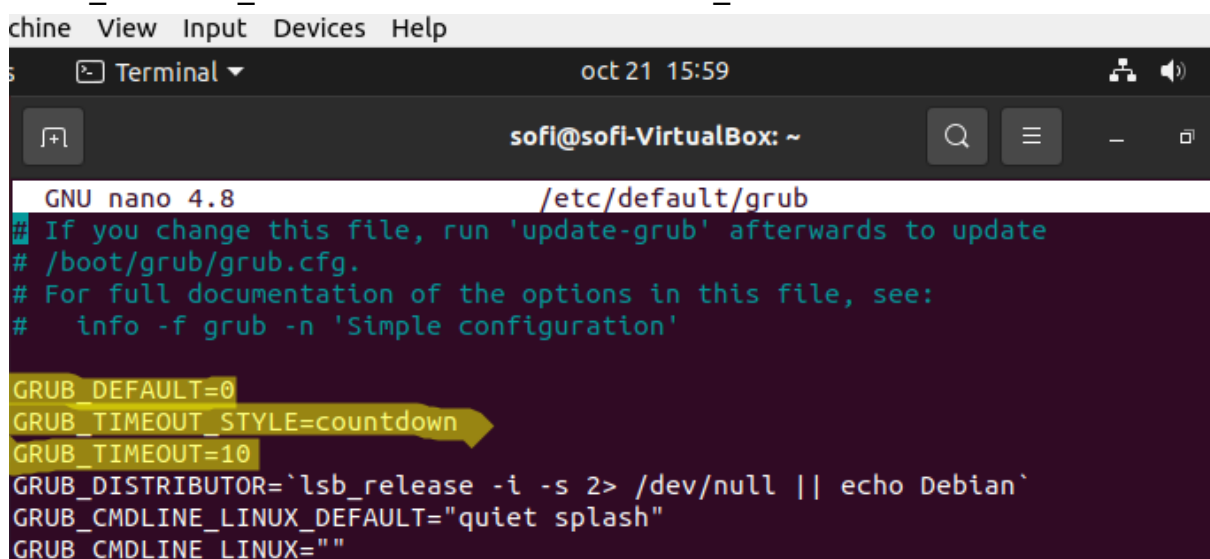 chine View Input Devices Help
s Terminal oct 21 15:59
sofi@sofi-VirtualBox: ~
GNU nano 4.8 /etc/default/grub
# If you change this file, run 'update-grub' afterwards to update
# /boot/grub/grub.cfg.
# For full documentation of the options in this file, see:
#   info -f grub -n 'Simple configuration'
GRUB_DEFAULT=0
GRUB_TIMEOUT_STYLE=countdown
GRUB_TIMEOUT=10
GRUB_DISTRIBUTOR=`lsb_release -i -s 2> /dev/null || echo Debian`
GRUB_CMDLINE_LINUX_DEFAULT="quiet splash"
GRUB_CMDLINE_LINUX=""